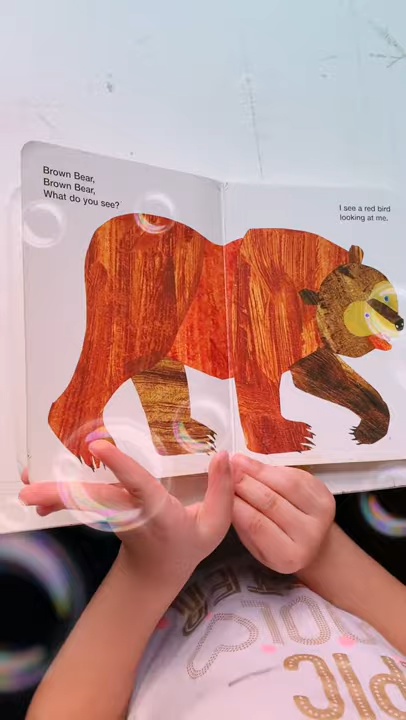 Brown Bear,
Brown Bear,
What do you see?
I see a red bird
looking at me.